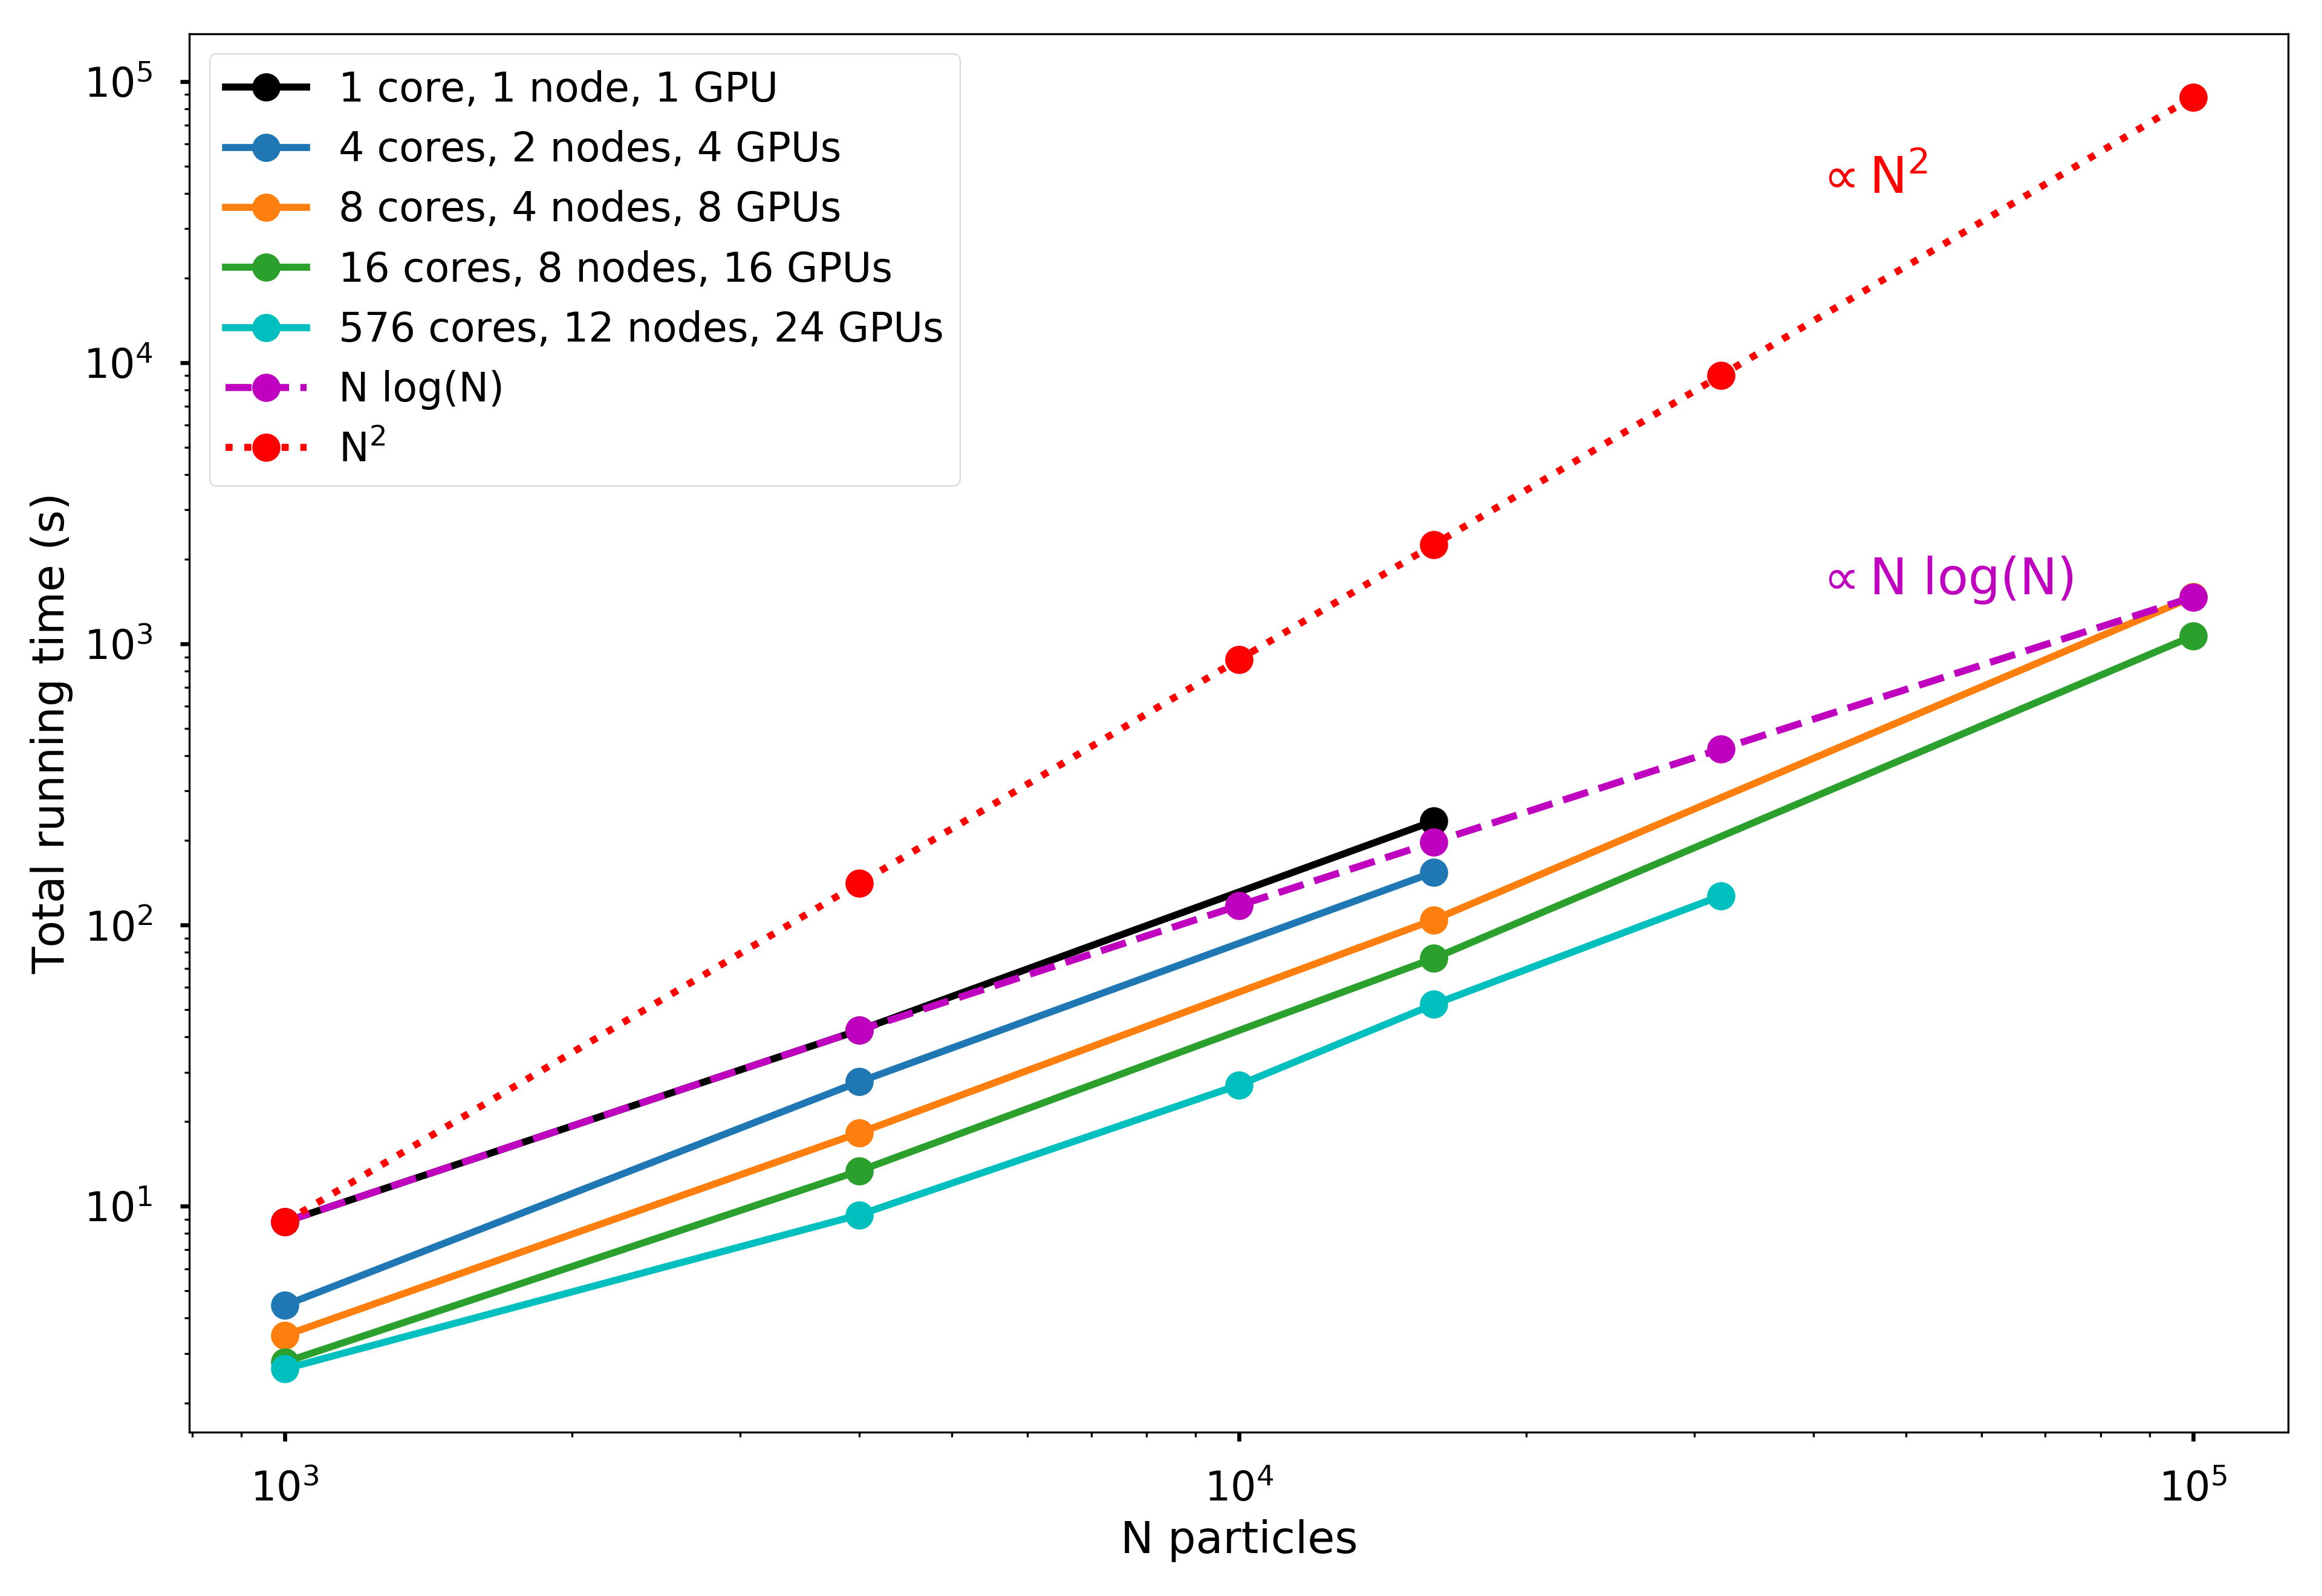 1 core, 1 node, 1 GPU
4 cores, 2 nodes, 4 GPUs
8 cores, 4 nodes, 8 GPUs
16 cores, 8 nodes, 16 GPUs
576 cores, 12 nodes, 24 GPUs
N log(N)
N²
∝ N²
∝ N log(N)
Total running time (s)
10⁵
10⁴
10³
10²
10¹
10³ 10⁴ 10⁵
N particles